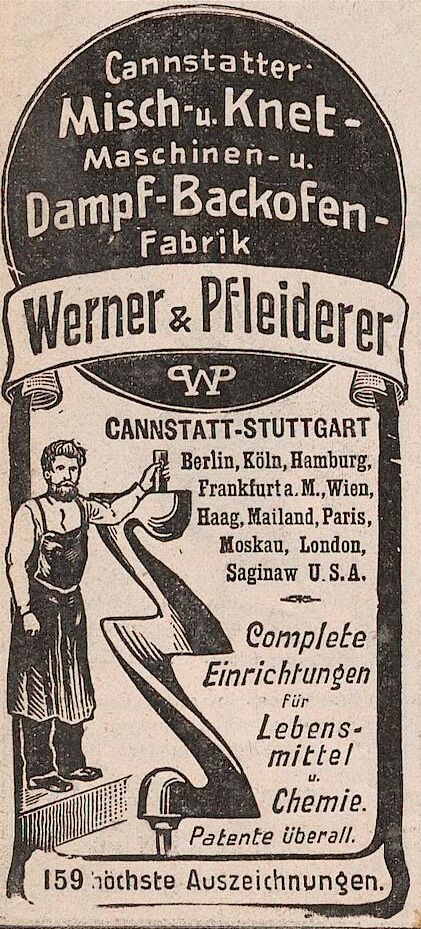 Cannstatter
Misch- u. Knet-
Maschinen- u.
Dampf-Backofen-
Fabrik
Werner & Pfleiderer
WP
CANNSTATT-STUTTGART
Berlin, Köln, Hamburg,
Frankfurt a. M., Wien,
Haag, Mailand, Paris,
Moskau, London,
Saginaw U.S.A.
Complete
Einrichtungen
für
Lebens-
mittel
u.
Chemie.
Patente überall.
159 höchste Auszeichnungen.